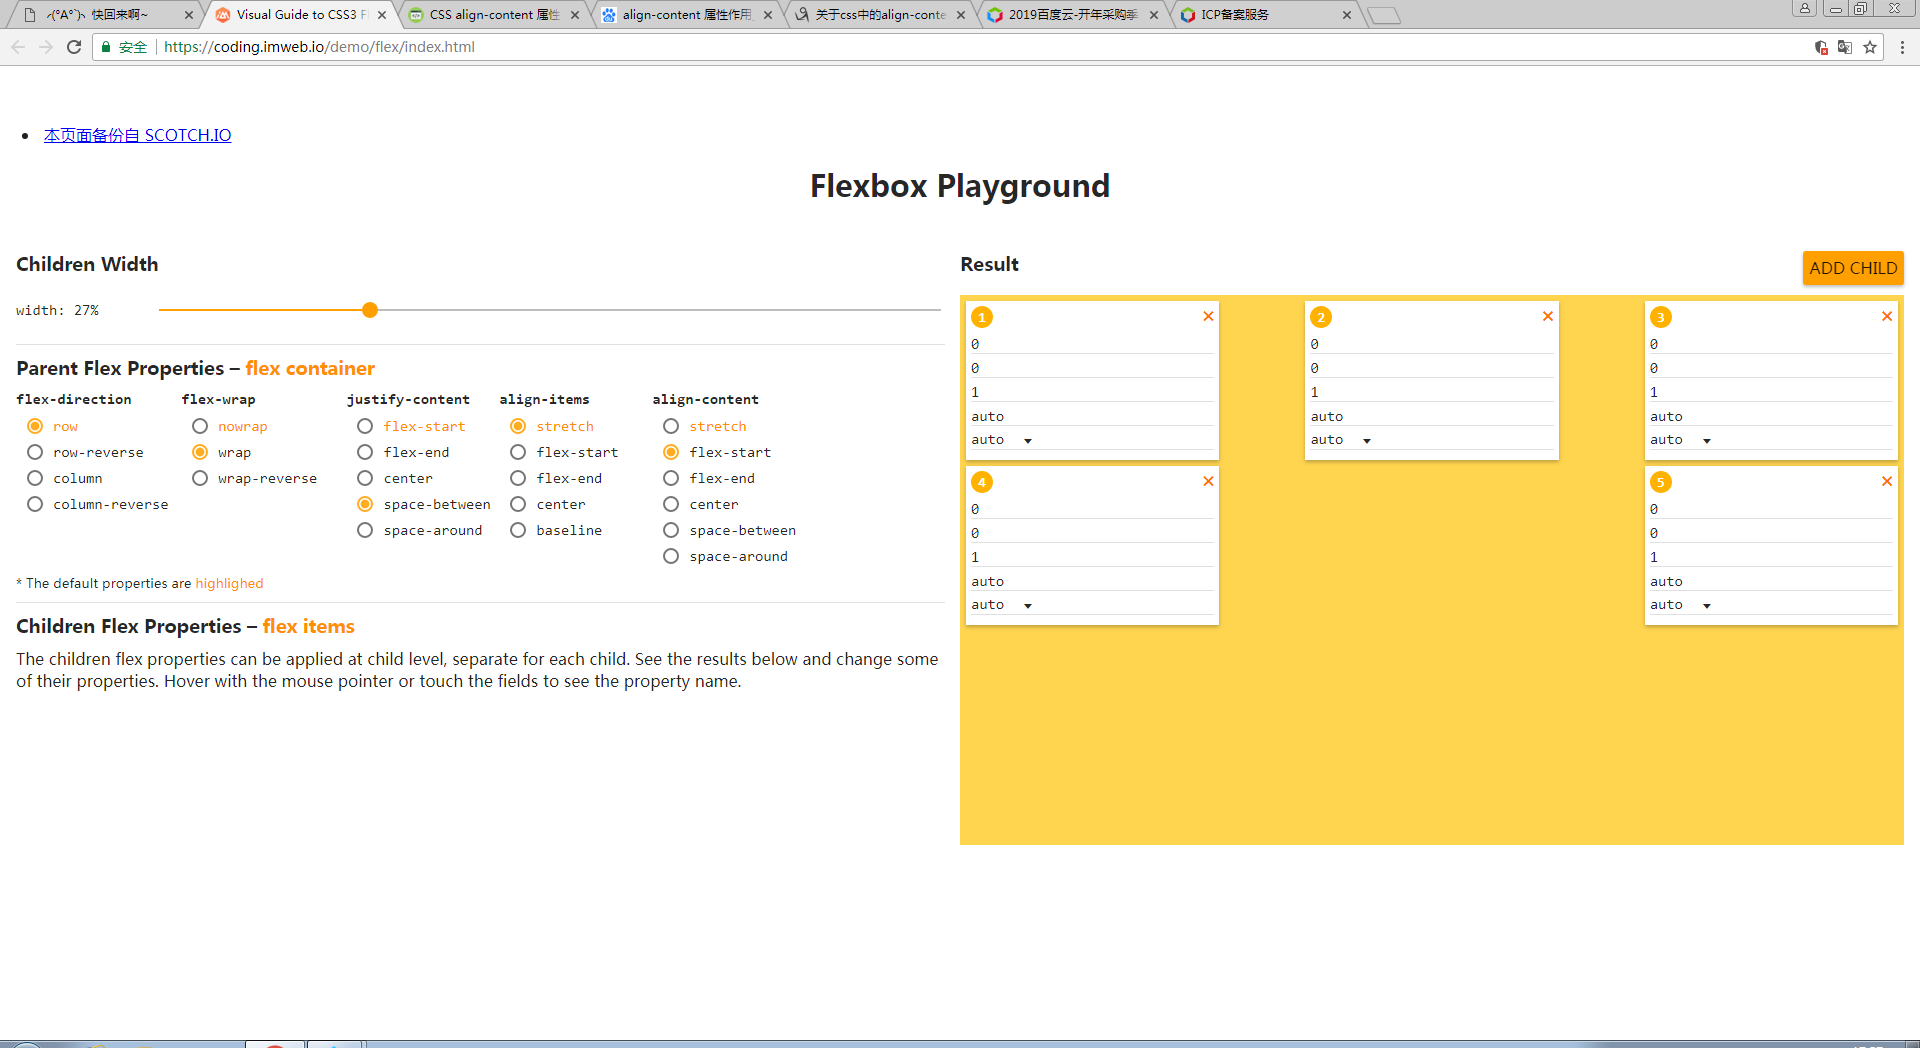 快回来啊~
Visual Guide to CSS3 Fl
CSS align-content 属性
align-content 属性作用
关于css中的align-conte
2019百度云-开年采购季
ICP备案服务
安全 https://coding.imweb.io/demo/flex/index.html
本页面备份自 SCOTCH.IO
Flexbox Playground
Children Width
width: 27%
Parent Flex Properties – flex container
flex-direction
row
row-reverse
column
column-reverse
flex-wrap
nowrap
wrap
wrap-reverse
justify-content
flex-start
flex-end
center
space-between
space-around
align-items
stretch
flex-start
flex-end
center
baseline
align-content
stretch
flex-start
flex-end
center
space-between
space-around
* The default properties are highlighed
Children Flex Properties – flex items
The children flex properties can be applied at child level, separate for each child. See the results below and change some
of their properties. Hover with the mouse pointer or touch the fields to see the property name.
Result
ADD CHILD
1
0
0
1
auto
auto
2
0
0
1
auto
auto
3
0
0
1
auto
auto
4
0
0
1
auto
auto
5
0
0
1
auto
auto